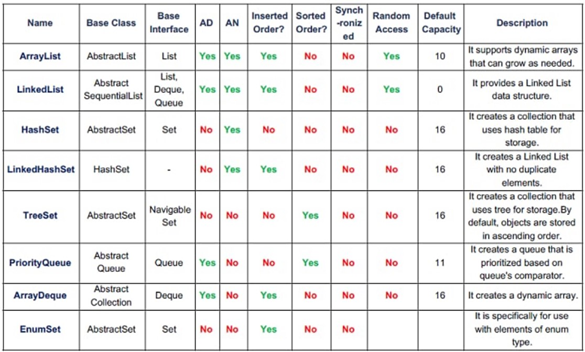 Name Base Class Base Interface AD AN Inserted Order? Sorted Order? Synch-roniz ed Random Access Default Capacity Description
ArrayList AbstractList List Yes Yes Yes No No Yes 10 It supports dynamic arrays that can grow as needed.
LinkedList Abstract SequentialList List, Deque, Queue Yes Yes Yes No No Yes 0 It provides a Linked List data structure.
HashSet AbstractSet Set No Yes No No No No 16 It creates a collection that uses hash table for storage.
LinkedHashSet HashSet - No Yes Yes No No No 16 It creates a Linked List with no duplicate elements.
TreeSet AbstractSet Navigable Set No No No Yes No No 16 It creates a collection that uses tree for storage.By default, objects are stored in ascending order.
PriorityQueue Abstract Queue Queue Yes No No Yes No No 11 It creates a queue that is prioritized based on queue's comparator.
ArrayDeque Abstract Collection Deque Yes No Yes No No No 16 It creates a dynamic array.
EnumSet AbstractSet Set No No Yes No No It is specifically for use with elements of enum type.